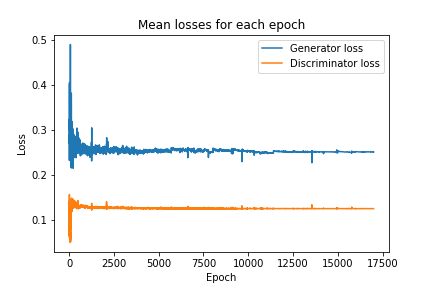 Mean losses for each epoch
Generator loss
Discriminator loss
Loss
0.5
0.4
0.3
0.2
0.1
0 2500 5000 7500 10000 12500 15000 17500
Epoch